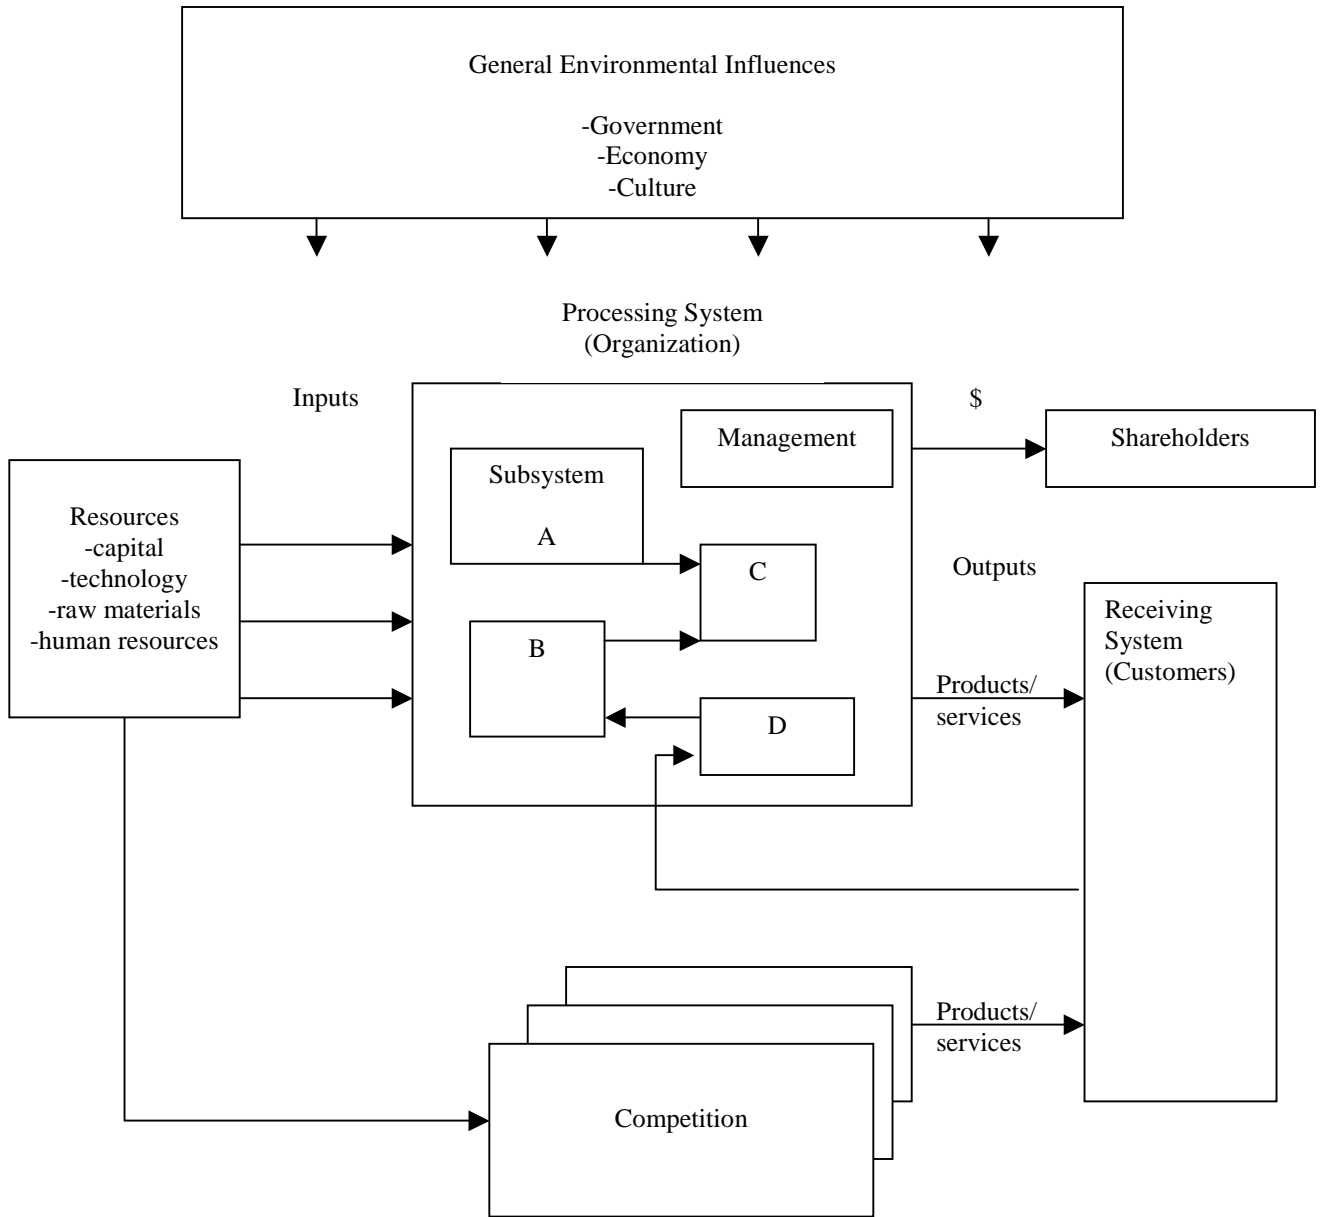 General Environmental Influences
-Government
-Economy
-Culture
Processing System
(Organization)
Inputs
$
Management
Shareholders
Subsystem
A
Resources
-capital
-technology
-raw materials
-human resources
C
Outputs
Receiving
System
(Customers)
B
Products/
services
D
Products/
services
Competition